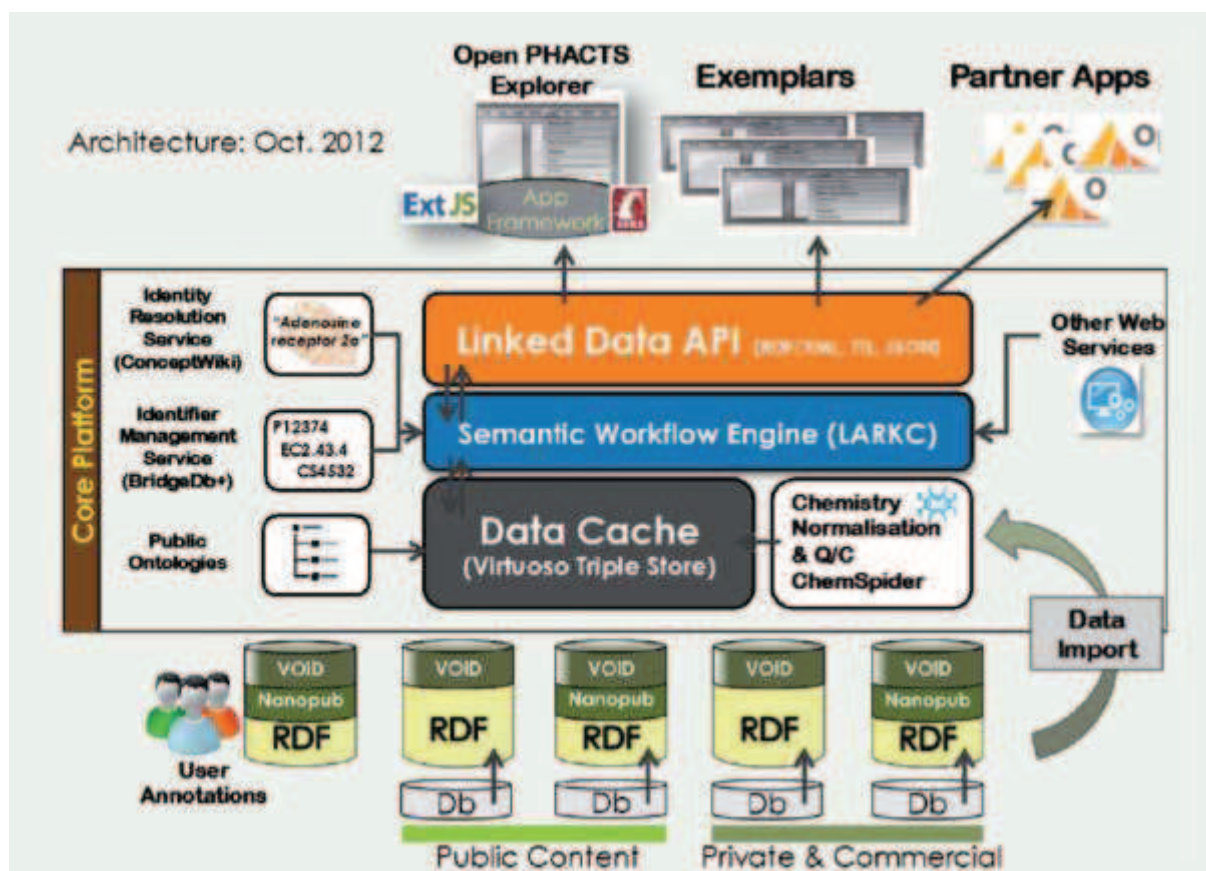 Open PHACTS
Explorer
Exemplars
Partner Apps
Architecture: Oct. 2012
Ext JS
App
Framework
O
C
O
O
Core Platform
Identity
Resolution
Service
(ConceptWiki)
"Adenosine
receptor 2a"
Linked Data API
Other Web
Services
Identifier
Management
Service
(BridgeDb+)
P12374
EC2.43.4
CS4532
Semantic Workflow Engine (LARKC)
Public
Ontologies
Data Cache
(Virtuoso Triple Store)
Chemistry
Normalisation
& Q/C
ChemSpider
Data
Import
VOID
Nanopub
RDF
VOID
RDF
VOID
Nanopub
RDF
VOID
RDF
VOID
Nanopub
RDF
User
Annotations
Db
Db
Db
Db
Public Content
Private & Commercial